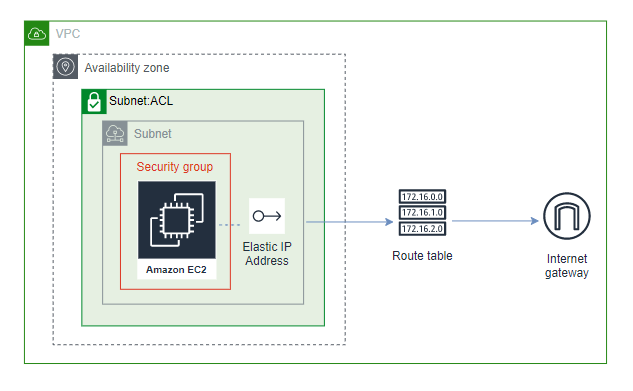 VPC
Availability zone
Subnet:ACL
Subnet
Security group
Amazon EC2
Elastic IP
Address
172.16.0.0
172.16.1.0
172.16.2.0
Route table
Internet
gateway